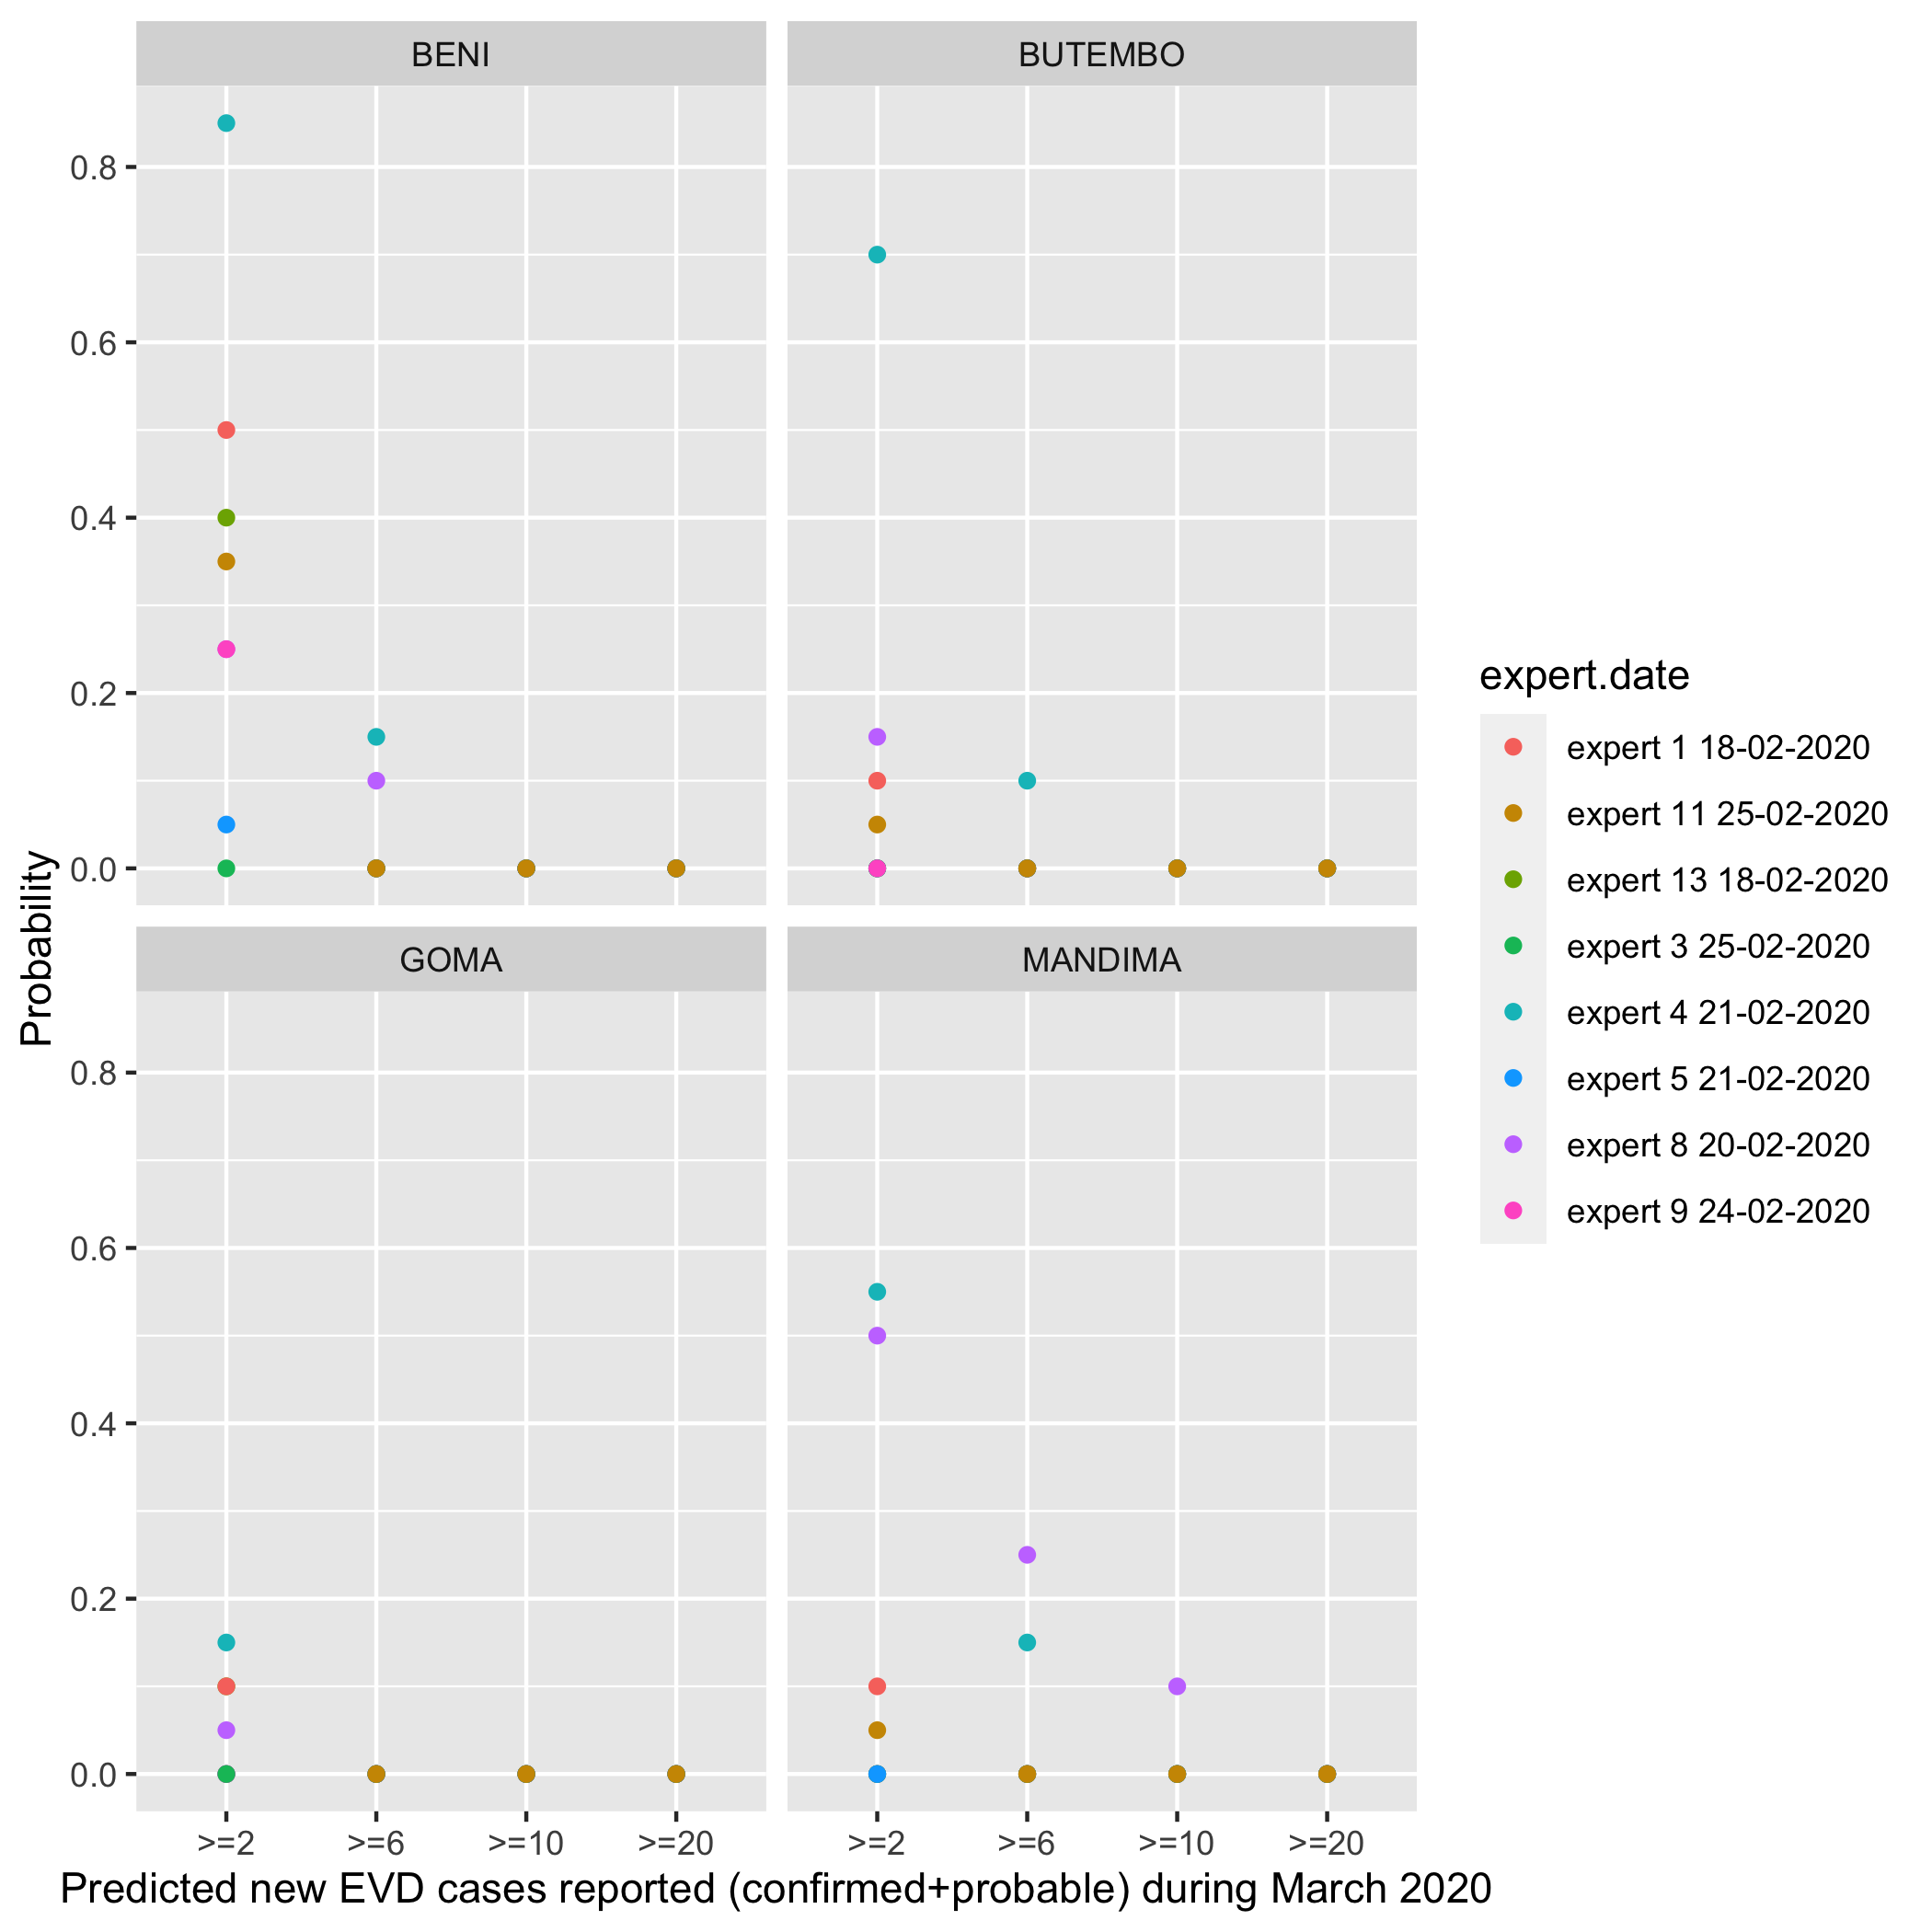 BENI
BUTEMBO
0.8
0.6
0.4
0.2
0.0
GOMA
MANDIMA
0.8
0.6
0.4
0.2
0.0
Probability
>=2 >=6 >=10 >=20 >=2 >=6 >=10 >=20
Predicted new EVD cases reported (confirmed+probable) during March 2020
expert.date
expert 1 18-02-2020
expert 11 25-02-2020
expert 13 18-02-2020
expert 3 25-02-2020
expert 4 21-02-2020
expert 5 21-02-2020
expert 8 20-02-2020
expert 9 24-02-2020